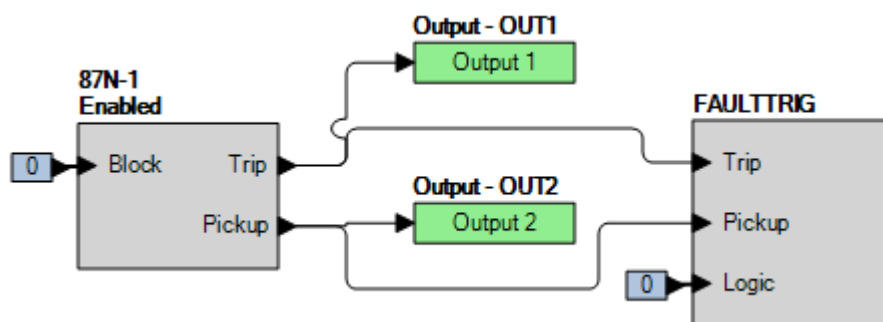 Output - OUT1
Output 1
87N-1
Enabled
FAULTTRIG
0
Block
Trip
Trip
Output - OUT2
Pickup
Output 2
Pickup
0
Logic